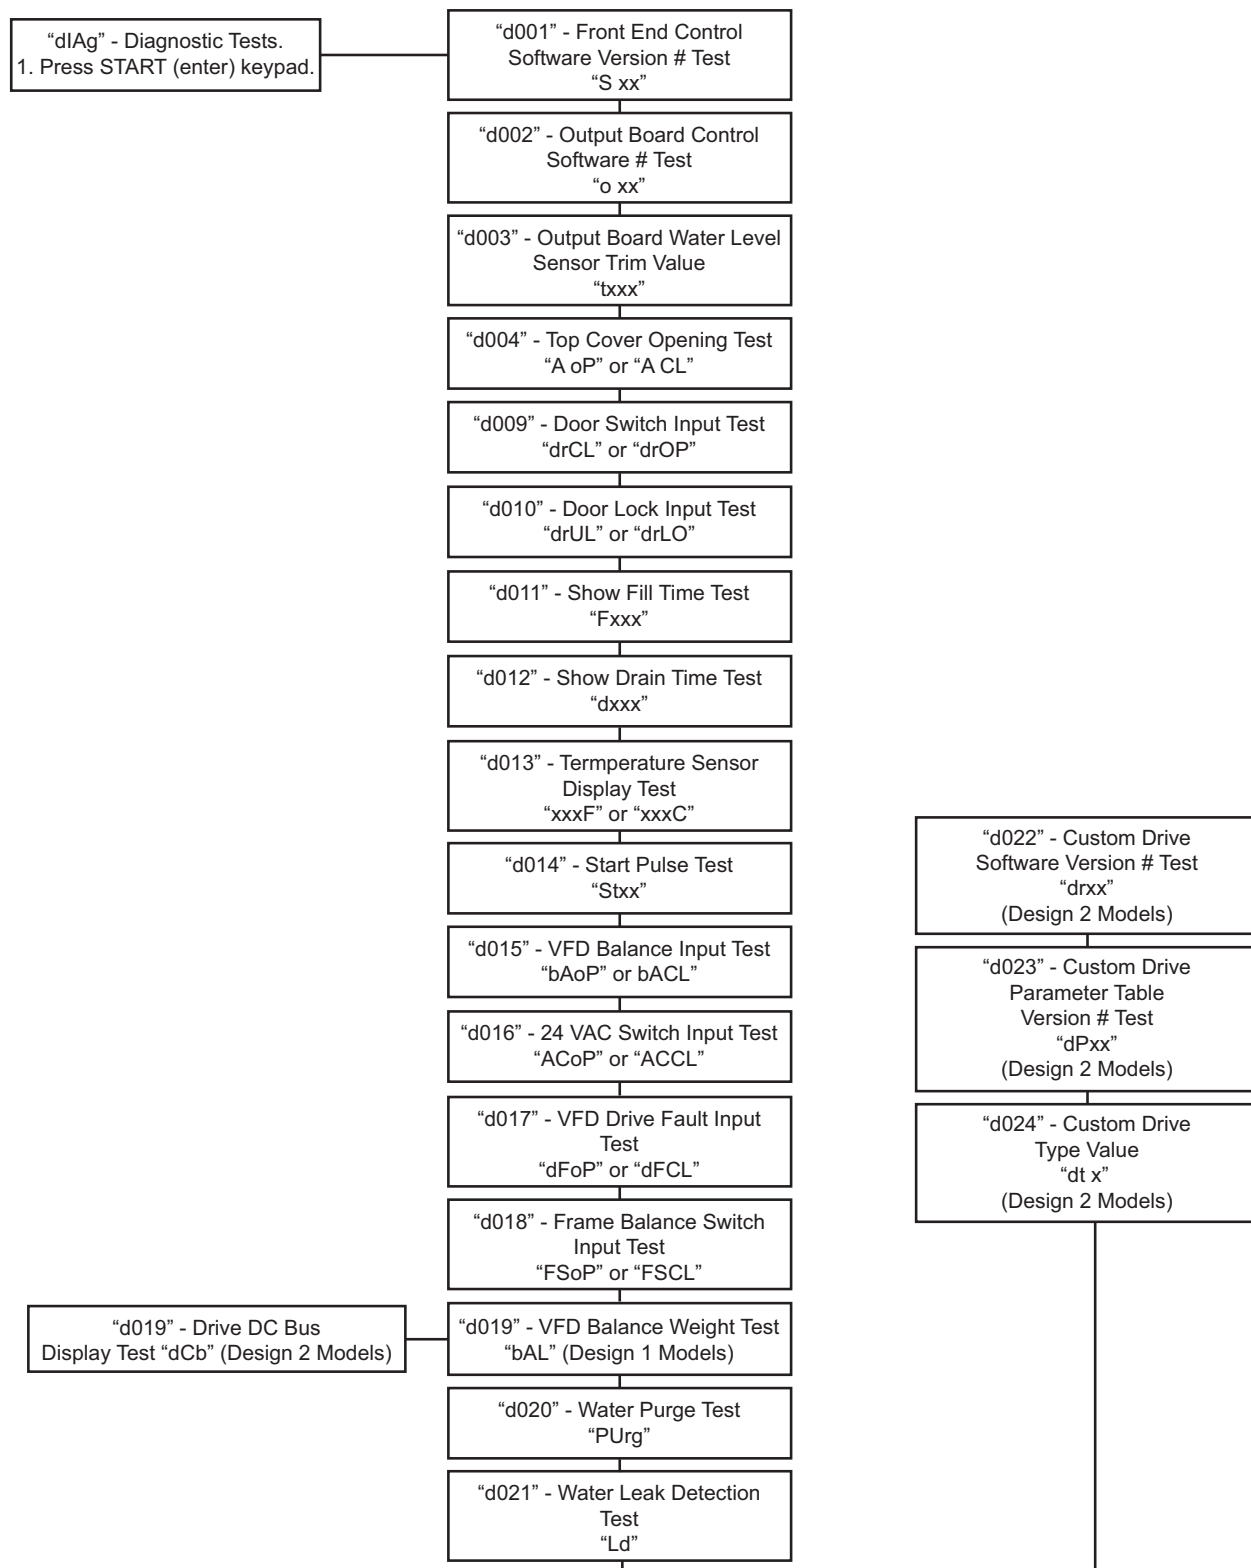 “dIAg” - Diagnostic Tests.
1. Press START (enter) keypad.
“d001” - Front End Control
Software Version # Test
“S xx”
“d002” - Output Board Control
Software # Test
“o xx”
“d003” - Output Board Water Level
Sensor Trim Value
“txxx”
“d004” - Top Cover Opening Test
“A oP” or “A CL”
“d009” - Door Switch Input Test
“drCL” or “drOP”
“d010” - Door Lock Input Test
“drUL” or “drLO”
“d011” - Show Fill Time Test
“Fxxx”
“d012” - Show Drain Time Test
“dxxx”
“d013” - Termperature Sensor
Display Test
“xxxF” or “xxxC”
“d014” - Start Pulse Test
“Stxx”
“d015” - VFD Balance Input Test
“bAoP” or bACL”
“d016” - 24 VAC Switch Input Test
“ACoP” or “ACCL”
“d017” - VFD Drive Fault Input
Test
“dFoP” or “dFCL”
“d018” - Frame Balance Switch
Input Test
“FSoP” or “FSCL”
“d019” - Drive DC Bus
Display Test “dCb” (Design 2 Models)
“d019” - VFD Balance Weight Test
“bAL” (Design 1 Models)
“d020” - Water Purge Test
“PUrg”
“d021” - Water Leak Detection
Test
“Ld”
“d022” - Custom Drive
Software Version # Test
“drxx”
(Design 2 Models)
“d023” - Custom Drive
Parameter Table
Version # Test
“dPxx”
(Design 2 Models)
“d024” - Custom Drive
Type Value
“dt x”
(Design 2 Models)